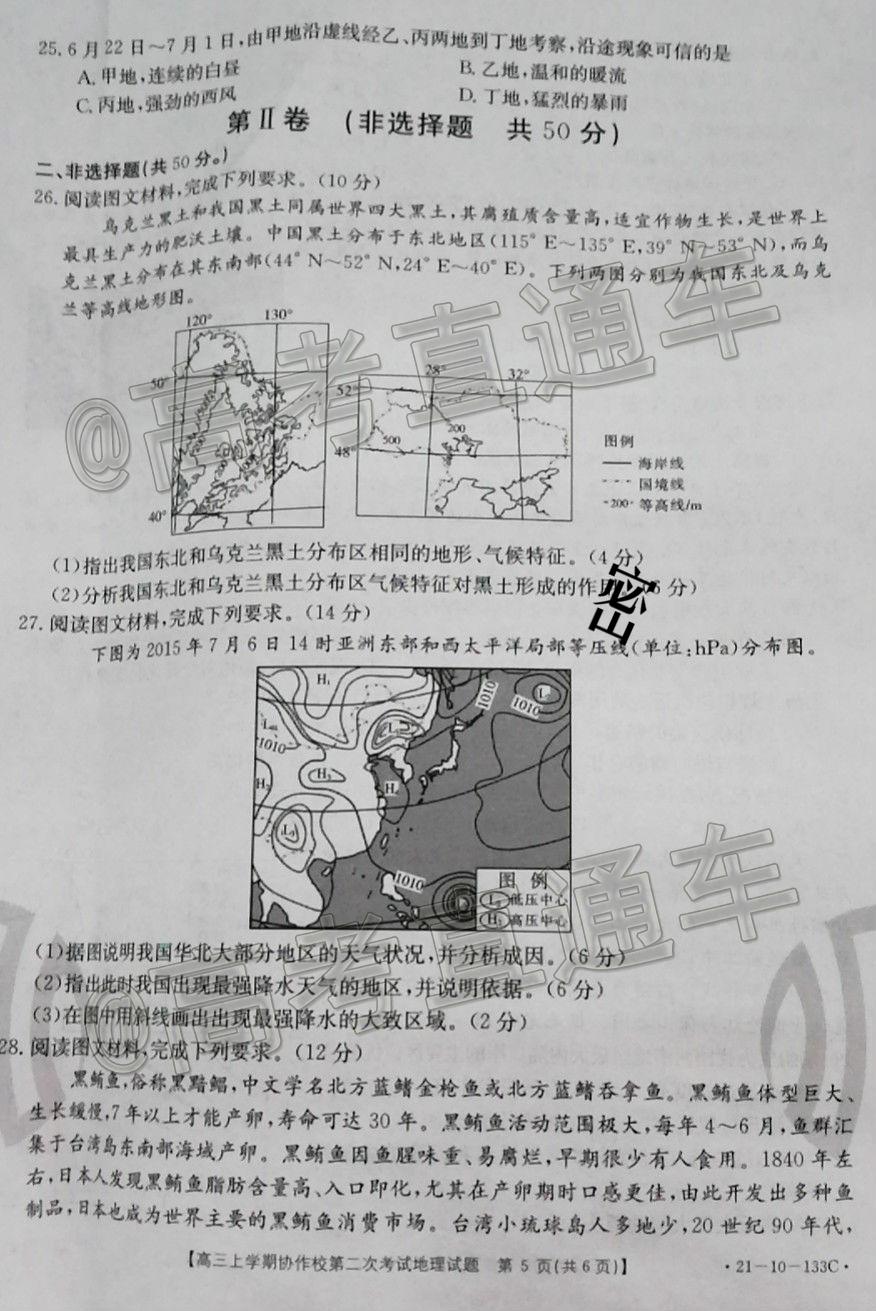 25. 6月22日～7月1日,由甲地沿虚线经乙、丙两地到丁地考察,沿途现象可信的是
A. 甲地,连续的白昼
B. 乙地,温和的暖流
C. 丙地,强劲的西风
D. 丁地,猛烈的暴雨
第Ⅱ卷 (非选择题 共50分)
二、非选择题(共50分。)
26. 阅读图文材料,完成下列要求。(10分)
乌克兰黑土和我国黑土同属世界四大黑土,其腐殖质含量高,适宜作物生长,是世界上
最具生产力的肥沃土壤。中国黑土分布于东北地区(115°E～135°E,39°N～53°N),而乌
克兰黑土分布在其东南部(44°N～52°N,24°E～40°E)。下列两图分别为我国东北及乌克
兰等高线地形图。
120° 130°
50°
40°
28° 32°
52°
48°
500
200
图例
海岸线
国境线
-200- 等高线/m
(1)指出我国东北和乌克兰黑土分布区相同的地形、气候特征。(4分)
(2)分析我国东北和乌克兰黑土分布区气候特征对黑土形成的作用。(6分)
密
27. 阅读图文材料,完成下列要求。(14分)
下图为2015年7月6日14时亚洲东部和西太平洋局部等压线(单位:hPa)分布图。
H₁
1010
1010
1010
H₂
H₃
1010
图例
低压中心
高压中心
(1)据图说明我国华北大部分地区的天气状况,并分析成因。(6分)
(2)指出此时我国出现最强降水天气的地区,并说明依据。(6分)
(3)在图中用斜线画出出现最强降水的大致区域。(2分)
28. 阅读图文材料,完成下列要求。(12分)
黑鲔鱼,俗称黑黯鲳,中文学名北方蓝鳍金枪鱼或北方蓝鳍吞拿鱼。黑鲔鱼体型巨大、
生长缓慢,7年以上才能产卵,寿命可达30年。黑鲔鱼活动范围极大,每年4～6月,鱼群汇
集于台湾岛东南部海域产卵。黑鲔鱼因鱼腥味重、易腐烂,早期很少有人食用。1840年左
右,日本人发现黑鲔鱼脂肪含量高、入口即化,尤其在产卵期时口感更佳,由此开发出多种鱼
制品,日本也成为世界主要的黑鲔鱼消费市场。台湾小琉球岛人多地少,20世纪90年代,
【高三上学期协作校第二次考试地理试题 第5页(共6页)】
·21-10-133C·
@高考直通车
@高考直通车